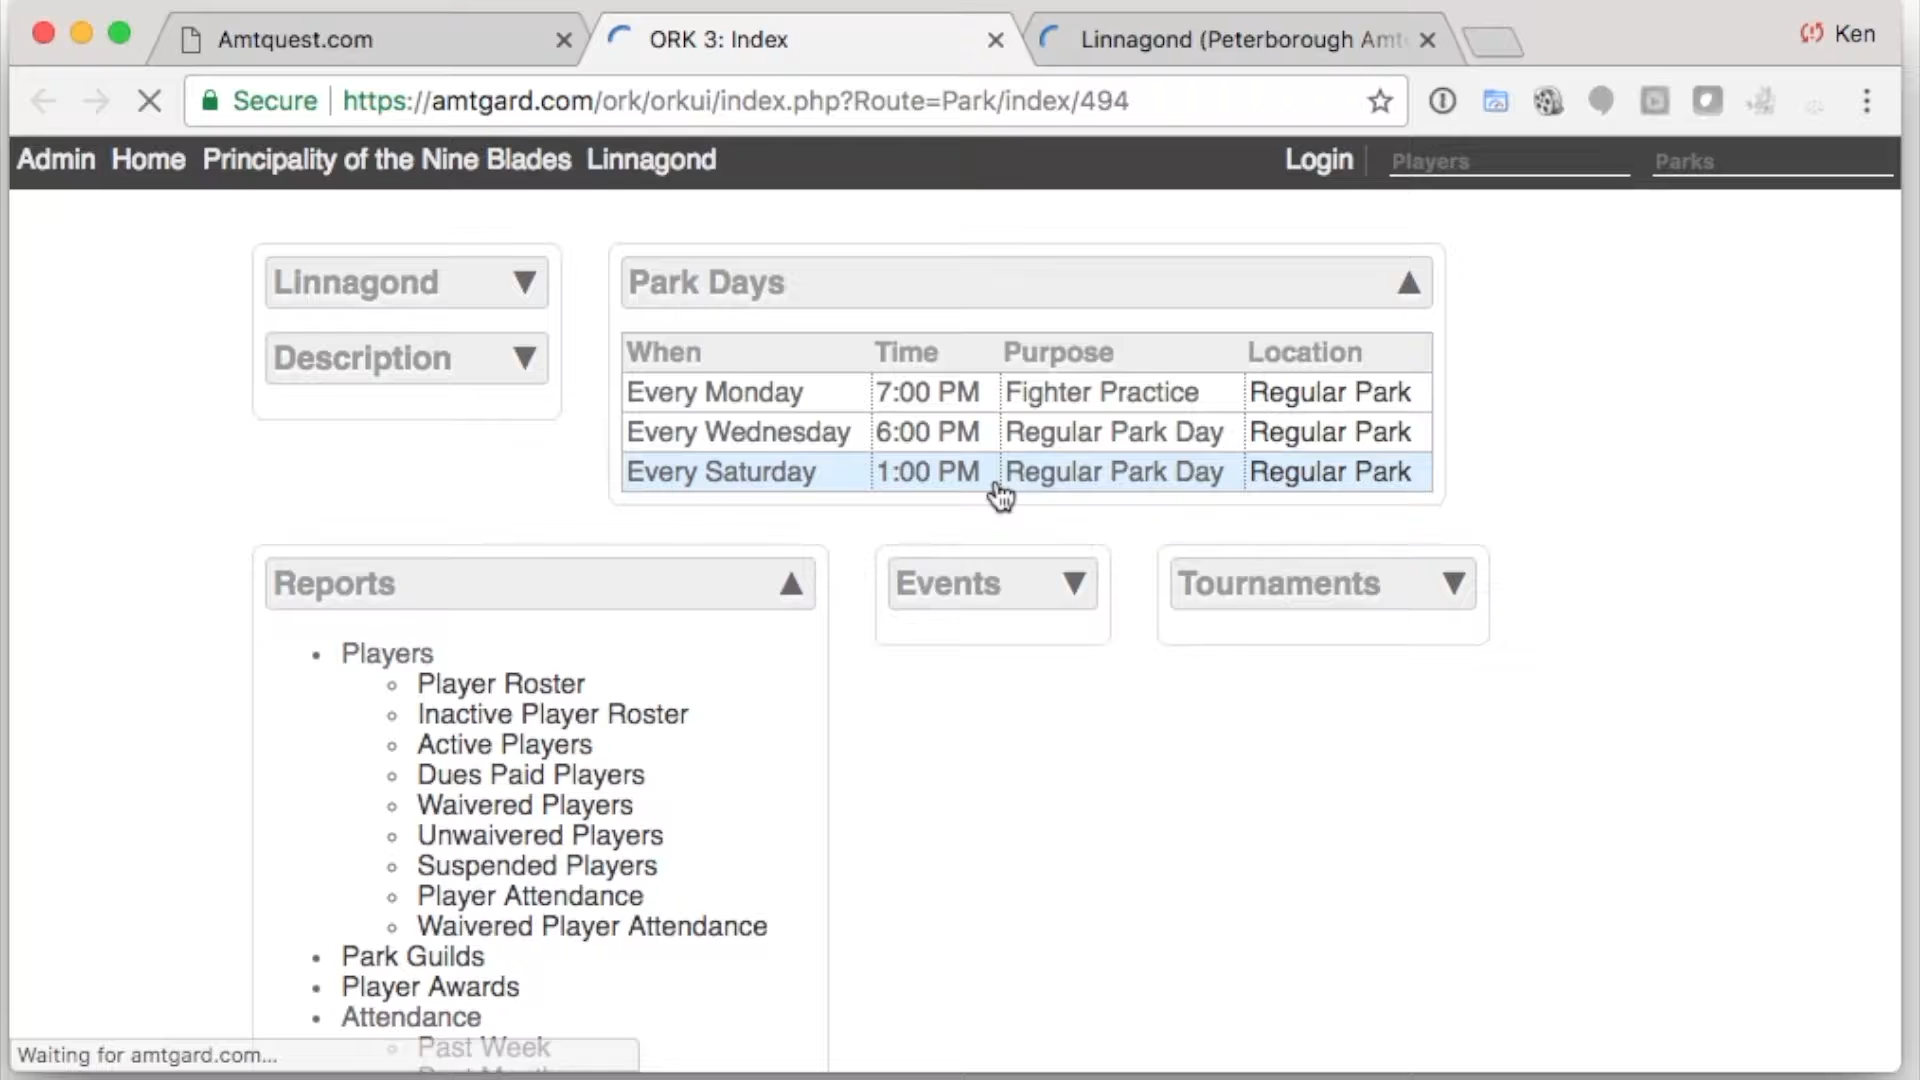 Amtquest.com
ORK 3: Index
Linnagond (Peterborough Amt
Ken
Secure
https://amtgard.com/ork/orkui/index.php?Route=Park/index/494
Admin Home Principality of the Nine Blades Linnagond
Login Players Parks
Linnagond
Description
Park Days
When Time Purpose Location
Every Monday 7:00 PM Fighter Practice Regular Park
Every Wednesday 6:00 PM Regular Park Day Regular Park
Every Saturday 1:00 PM Regular Park Day Regular Park
Reports
Events
Tournaments
Players
Player Roster
Inactive Player Roster
Active Players
Dues Paid Players
Waivered Players
Unwaivered Players
Suspended Players
Player Attendance
Waivered Player Attendance
Park Guilds
Player Awards
Attendance
Past Week
Waiting for amtgard.com...